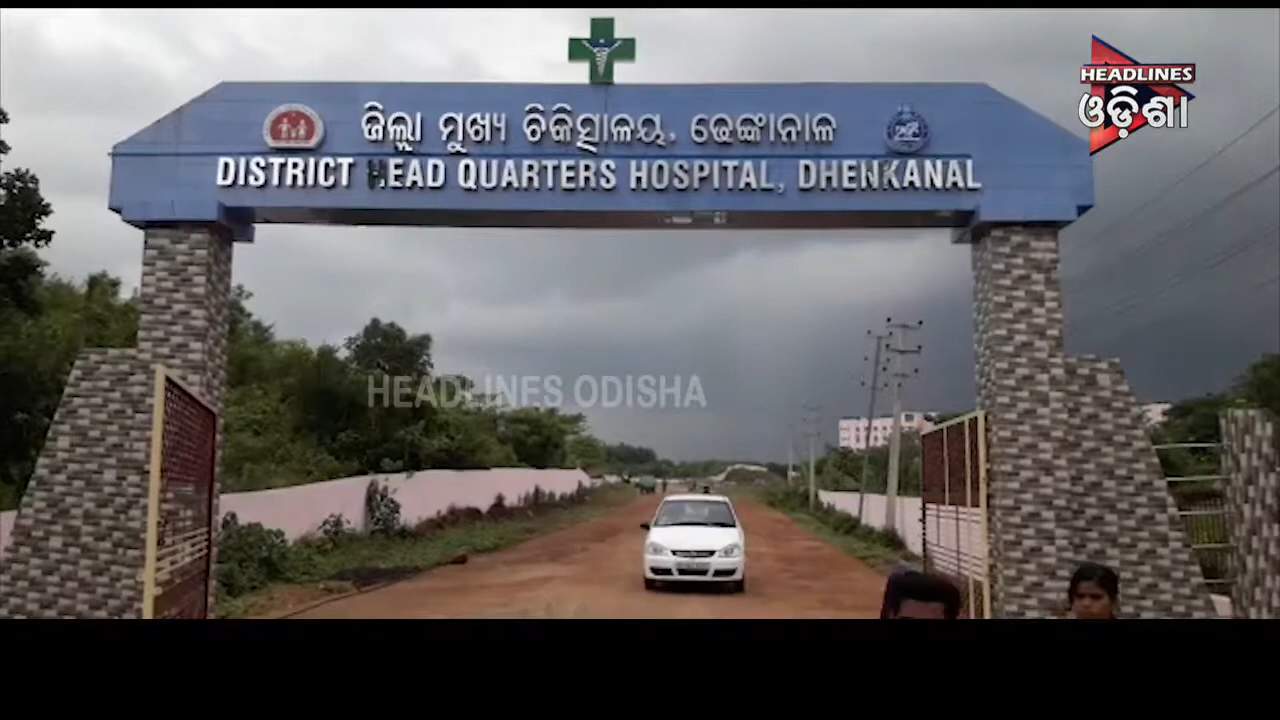 HEADLINES
ଓଡ଼ିଶା
ଜିଲ୍ଲା ମୁଖ୍ୟ ଚିକିତ୍ସାଳୟ, ଢେଙ୍କାନାଳ
DISTRICT HEAD QUARTERS HOSPITAL, DHENKANAL
HEADLINES ODISHA